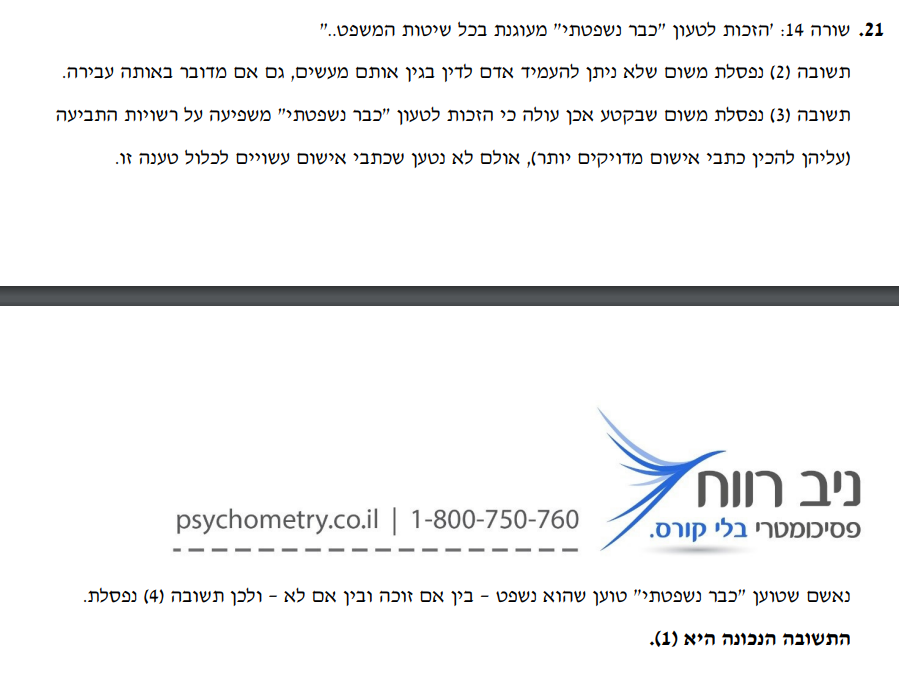 21. שורה 14: 'הזכות לטעון "כבר נשפטתי" מעוגנת בכל שיטות המשפט.."
תשובה (2) נפסלת משום שלא ניתן להעמיד אדם לדין בגין אותם מעשים, גם אם מדובר באותה עבירה.
תשובה (3) נפסלת משום שבקטע אכן עולה כי הזכות לטעון "כבר נשפטתי" משפיעה על רשויות התביעה
(עליהן להכין כתבי אישום מדויקים יותר), אולם לא נטען שכתבי אישום עשויים לכלול טענה זו.
ניב רווח
פסיכומטרי בלי קורס.
psychometry.co.il | 1-800-750-760
נאשם שטוען "כבר נשפטתי" טוען שהוא נשפט – בין אם זוכה ובין אם לא – ולכן תשובה (4) נפסלת.
התשובה הנכונה היא (1).